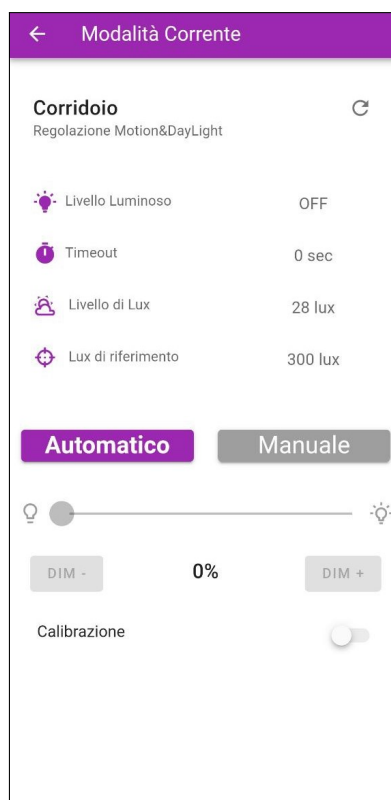 Modalità Corrente
Corridoio
Regolazione Motion&DayLight
Livello Luminoso OFF
Timeout 0 sec
Livello di Lux 28 lux
Lux di riferimento 300 lux
Automatico Manuale
DIM - 0% DIM +
Calibrazione